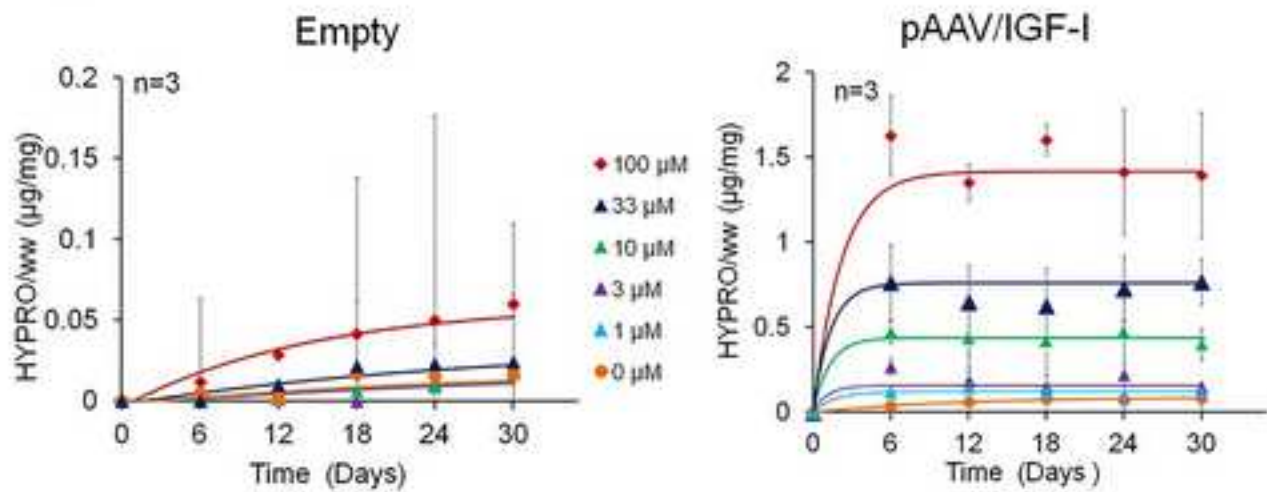 Empty
n=3
HYPRO/ww (µg/mg)
0.2
0.15
0.1
0.05
0
0 6 12 18 24 30
Time (Days)
100 µM
33 µM
10 µM
3 µM
1 µM
0 µM
pAAV/IGF-I
n=3
HYPRO/ww (µg/mg)
2
1.5
1
0.5
0
0 6 12 18 24 30
Time (Days )